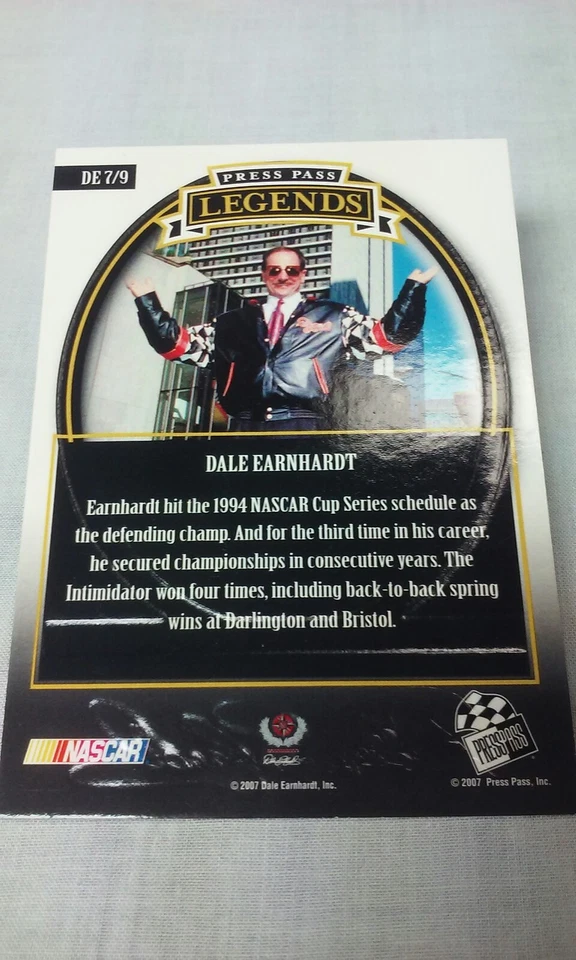 DE 7/9
PRESS PASS
LEGENDS
DALE EARNHARDT
Earnhardt hit the 1994 NASCAR Cup Series schedule as
the defending champ. And for the third time in his career,
he secured championships in consecutive years. The
Intimidator won four times, including back-to-back spring
wins at Darlington and Bristol.
NASCAR
PRESS PASS
© 2007 Dale Earnhardt, Inc.
© 2007 Press Pass, Inc.